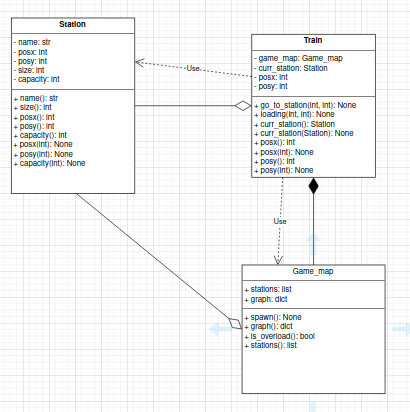 Station
- name: str
- posx: int
- posy: int
- size: int
- capacity: int
+ name(): str
+ size(): int
+ posx(): int
+ posy(): int
+ capacity(): int
+ posx(int): None
+ posy(int): None
+ capacity(int): None
Use
Train
- game_map: Game_map
- curr_station: Station
- posx: int
- posy: int
+ go_to_station(int, int): None
+ loading(int, int): None
+ curr_station(): Station
+ curr_station(Station): None
+ posx(): int
+ posx(int): None
+ posy(): int
+ posy(int): None
Use
Game_map
+ stations: list
+ graph: dict
+ spawn(): None
+ graph(): dict
+ is_overload(): bool
+ stations(): list